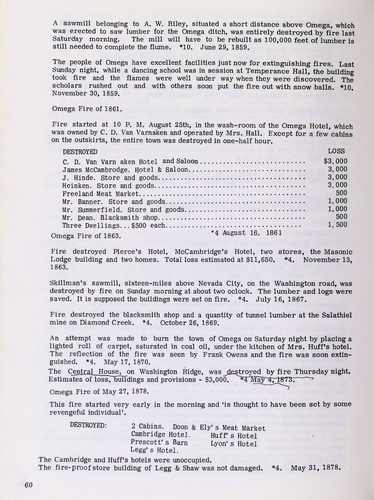 A sawmill belonging to A. W. Riley, situated a short distance above Omega, which
was erected to saw lumber for the Omega ditch, was entirely destroyed by fire last
Saturday morning. The mill will have to be rebuilt as 100,000 feet of lumber is
still needed to complete the flume. *10. June 29, 1859.
The people of Omega have excellent facilities just now for extinguishing fires. Last
Sunday night, while a dancing school was in session at Temperance Hall, the building
took fire and the flames were well under way when they were discovered. The
scholars rushed out and with others soon put the fire out with snow balls. *10.
November 30, 1859.
Omega Fire of 1861.
Fire started at 10 P. M. August 25th, in the wash-room of the Omega Hotel, which
was owned by C. D. Van Varnaken and operated by Mrs. Hall. Except for a few cabins
on the outskirts, the entire town was destroyed in one-half hour.
DESTROYED LOSS
C. D. Van Varn aken Hotel and Saloon............................ $3,000
James McCambrodge. Hotel & Saloon............................ 3,000
J. Hinde. Store and goods............................ 3,000
Heinken. Store and goods............................ 3,000
Freeland Meat Market............................ 500
Mr. Banner. Store and goods............................ 1,000
Mr. Summerfield. Store and goods............................ 1,000
Mr. Dean. Blacksmith shop............................ 500
Three Dwellings...$500 each............................ 1,500
Omega Fire of 1863. *4 August 16, 1861
Fire destroyed Pierce's Hotel, McCambridge's Hotel, two stores, the Masonic
Lodge building and two homes. Total loss estimated at $11,650. *4. November 13,
1863.
Skillman's sawmill, sixteen-miles above Nevada City, on the Washington road, was
destroyed by fire on Sunday morning at about two oclock. The lumber and logs were
saved. It is supposed the buildings were set on fire. *4. July 16, 1867.
Fire destroyed the blacksmith shop and a quantity of tunnel lumber at the Salathiel
mine on Diamond Creek. *4. October 26, 1869.
An attempt was made to burn the town of Omega on Saturday night by placing a
lighted roll of carpet, saturated in coal oil, under the kitchen of Mrs. Huff's hotel.
The reflection of the fire was seen by Frank Owens and the fire was soon extin-
guished. *4. May 17, 1870.
The Central House, on Washington Ridge, was destroyed by fire Thursday night.
Estimates of loss, buildings and provisions - $3,000. *4 May 4, 1873.
Omega Fire of May 27, 1878.
This fire started very early in the morning and 'is thought to have been set by some
revengeful individual'.
DESTROYED: 2 Cabins. Doon & Ely's Meat Market
Cambridge Hotel. Huff's Hotel
Prescott's Barn Lyon's Hotel
Legg's Hotel.
The Cambridge and Huff's hotels were unoccupied.
The fire-proof store building of Legg & Shaw was not damaged. *4. May 31, 1878.
60